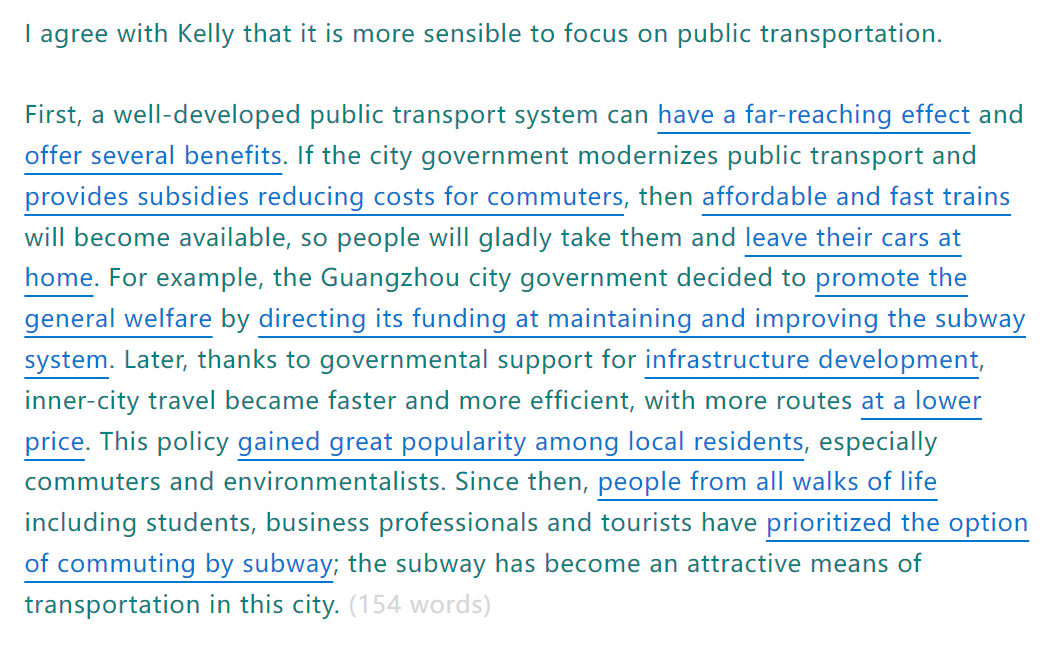 I agree with Kelly that it is more sensible to focus on public transportation.
First, a well-developed public transport system can have a far-reaching effect and
offer several benefits. If the city government modernizes public transport and
provides subsidies reducing costs for commuters, then affordable and fast trains
will become available, so people will gladly take them and leave their cars at
home. For example, the Guangzhou city government decided to promote the
general welfare by directing its funding at maintaining and improving the subway
system. Later, thanks to governmental support for infrastructure development,
inner-city travel became faster and more efficient, with more routes at a lower
price. This policy gained great popularity among local residents, especially
commuters and environmentalists. Since then, people from all walks of life
including students, business professionals and tourists have prioritized the option
of commuting by subway; the subway has become an attractive means of
transportation in this city. (154 words)